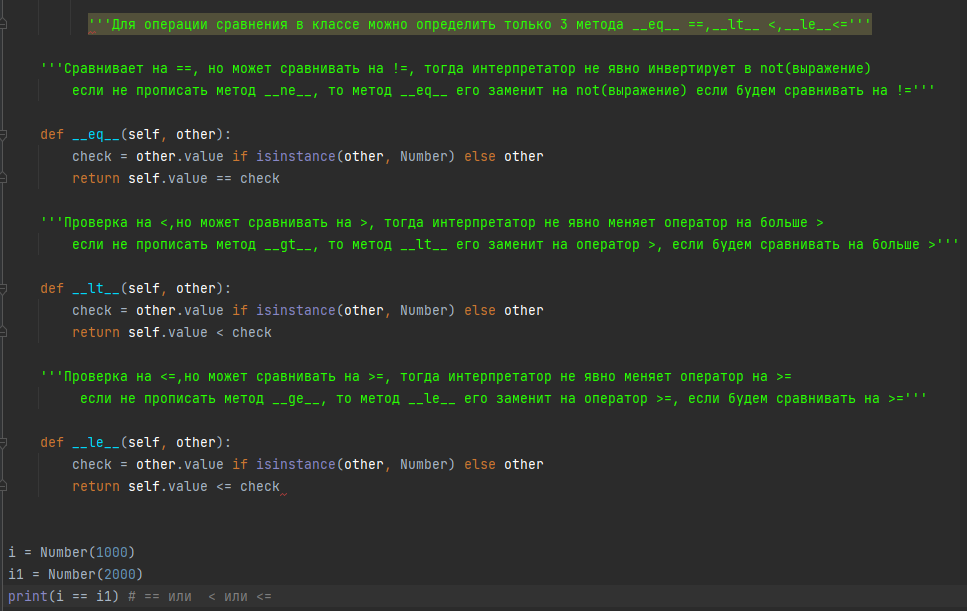 '''Для операции сравнения в классе можно определить только 3 метода __eq__ ==,__lt__ <,__le__<='''
'''Сравнивает на ==, но может сравнивать на !=, тогда интерпретатор не явно инвертирует в not(выражение)
если не прописать метод __ne__, то метод __eq__ его заменит на not(выражение) если будем сравнивать на !='''
def __eq__(self, other):
check = other.value if isinstance(other, Number) else other
return self.value == check
'''Проверка на <,но может сравнивать на >, тогда интерпретатор не явно меняет оператор на больше >
если не прописать метод __gt__, то метод __lt__ его заменит на оператор >, если будем сравнивать на больше >'''
def __lt__(self, other):
check = other.value if isinstance(other, Number) else other
return self.value < check
'''Проверка на <=,но может сравнивать на >=, тогда интерпретатор не явно меняет оператор на >=
если не прописать метод __ge__, то метод __le__ его заменит на оператор >=, если будем сравнивать на >='''
def __le__(self, other):
check = other.value if isinstance(other, Number) else other
return self.value <= check
i = Number(1000)
i1 = Number(2000)
print(i == i1) # == или  < или <=